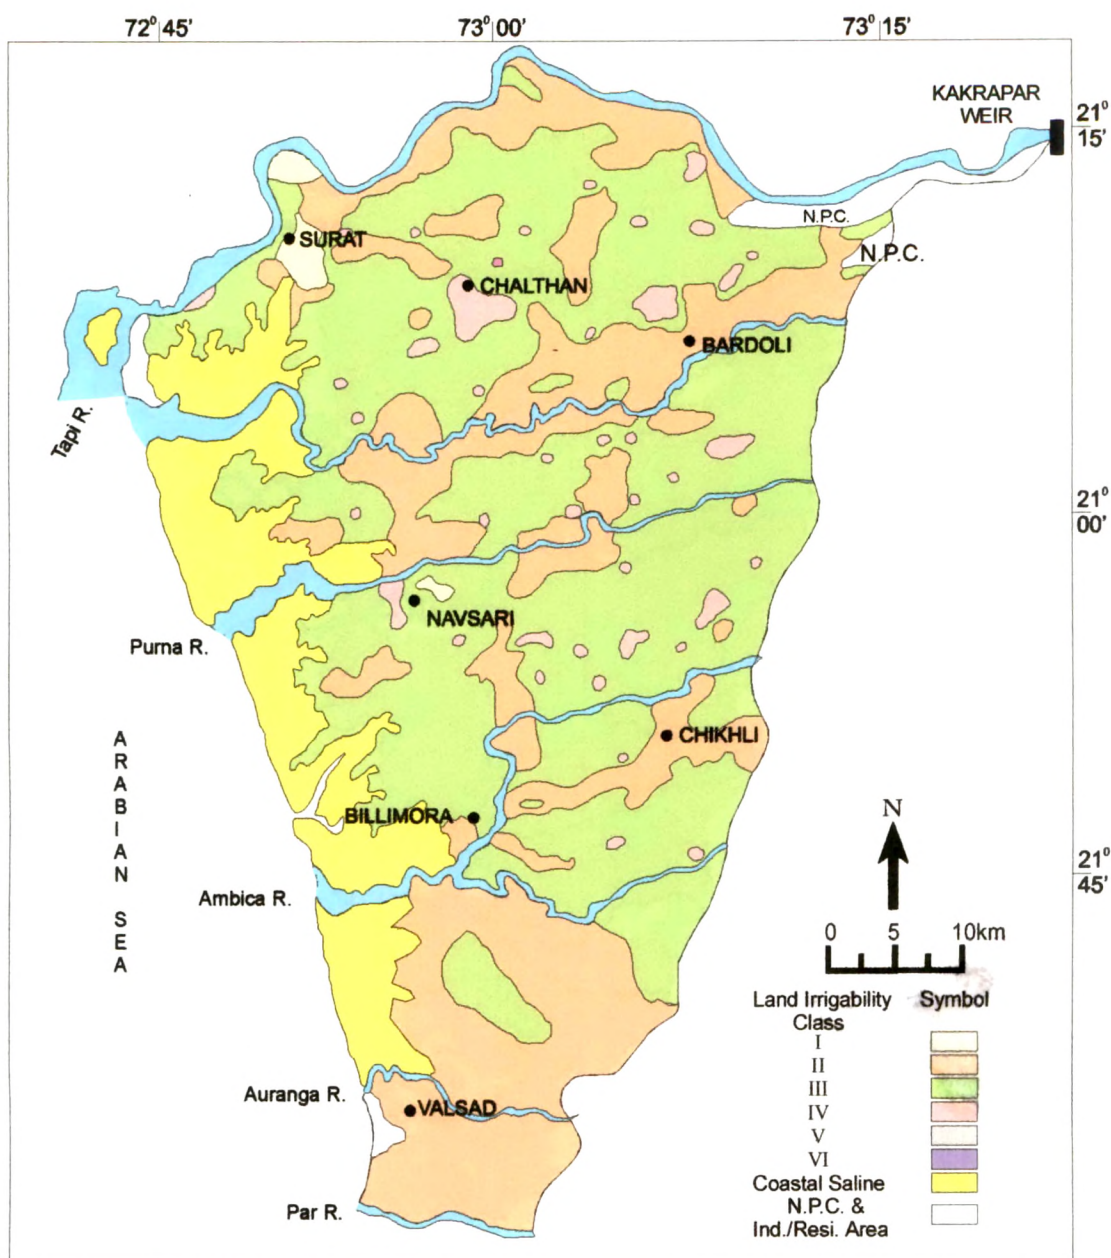 72°45'
73°00'
73°15'
KAKRAPAR
WEIR
21°
15'
N.P.C.
N.P.C.
SURAT
CHALTHAN
BARDOLI
Tapi R.
21°
00'
NAVSARI
Purna R.
CHIKHLI
ARABIAN SEA
BILLIMORA
N
21°
45'
Ambica R.
0 5 10km
Land Irrigability Symbol
Class
I
II
III
IV
V
VI
Coastal Saline
N.P.C. &
Ind./Resi. Area
Auranga R.
VALSAD
Par R.